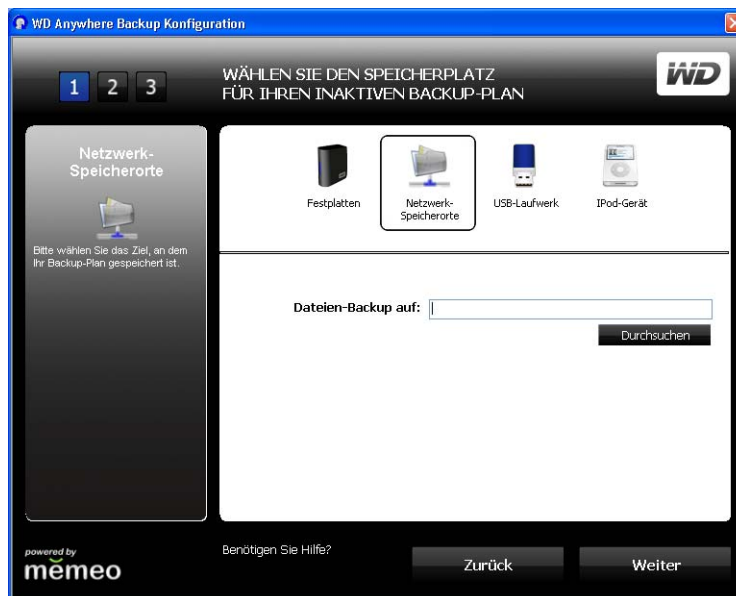 WD Anywhere Backup Konfiguration
1 2 3
WÄHLEN SIE DEN SPEICHERPLATZ
FÜR IHREN INAKTIVEN BACKUP-PLAN
WD
Netzwerk-
Speicherorte
Bitte wählen Sie das Ziel, an dem
Ihr Backup-Plan gespeichert ist.
Festplatten
Netzwerk-
Speicherorte
USB-Laufwerk
IPod-Gerät
Dateien-Backup auf:
Durchsuchen
powered by
měmeo
Benötigen Sie Hilfe?
Zurück
Weiter